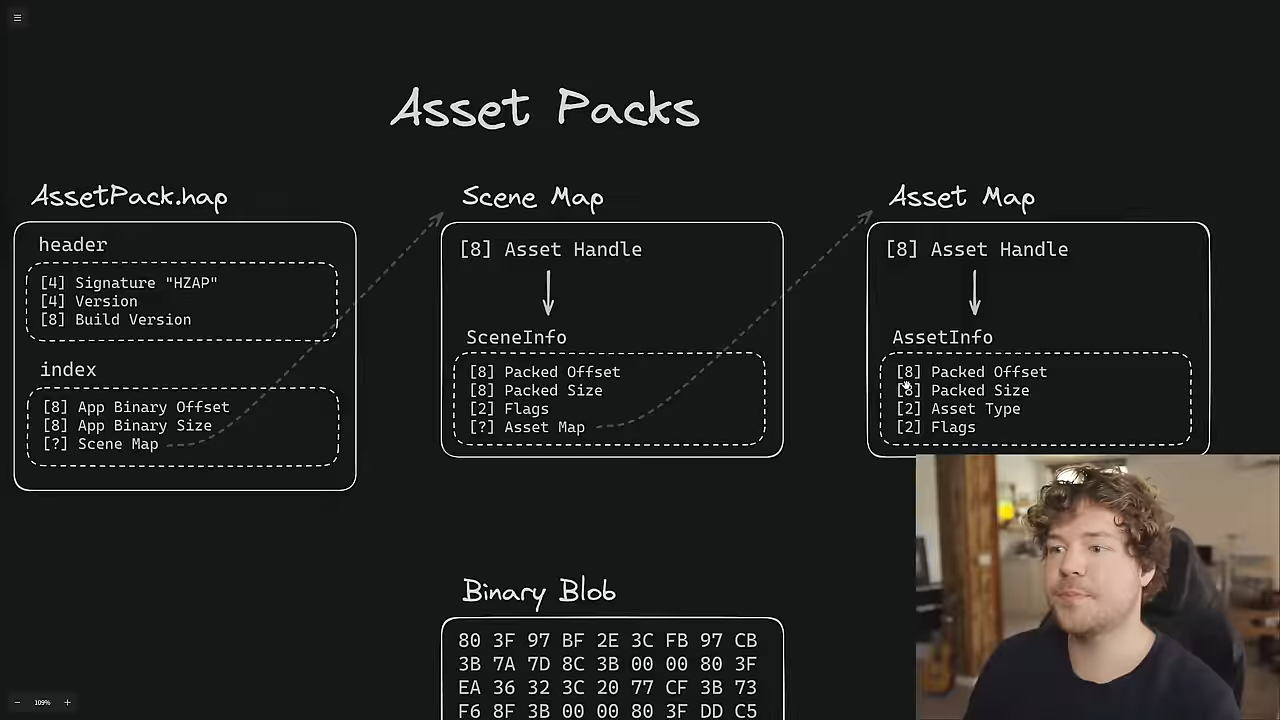 Asset Packs
AssetPack.hap
header
[4] Signature "HZAP"
[4] Version
[8] Build Version
index
[8] App Binary Offset
[8] App Binary Size
[?] Scene Map
Scene Map
[8] Asset Handle
SceneInfo
[8] Packed Offset
[8] Packed Size
[2] Flags
[?] Asset Map
Asset Map
[8] Asset Handle
AssetInfo
[8] Packed Offset
[8] Packed Size
[2] Asset Type
[2] Flags
Binary Blob
80 3F 97 BF 2E 3C FB 97 CB
3B 7A 7D 8C 3B 00 00 80 3F
EA 36 32 3C 20 77 CF 3B 73
F6 8F 3B 00 00 80 3F DD C5
109%